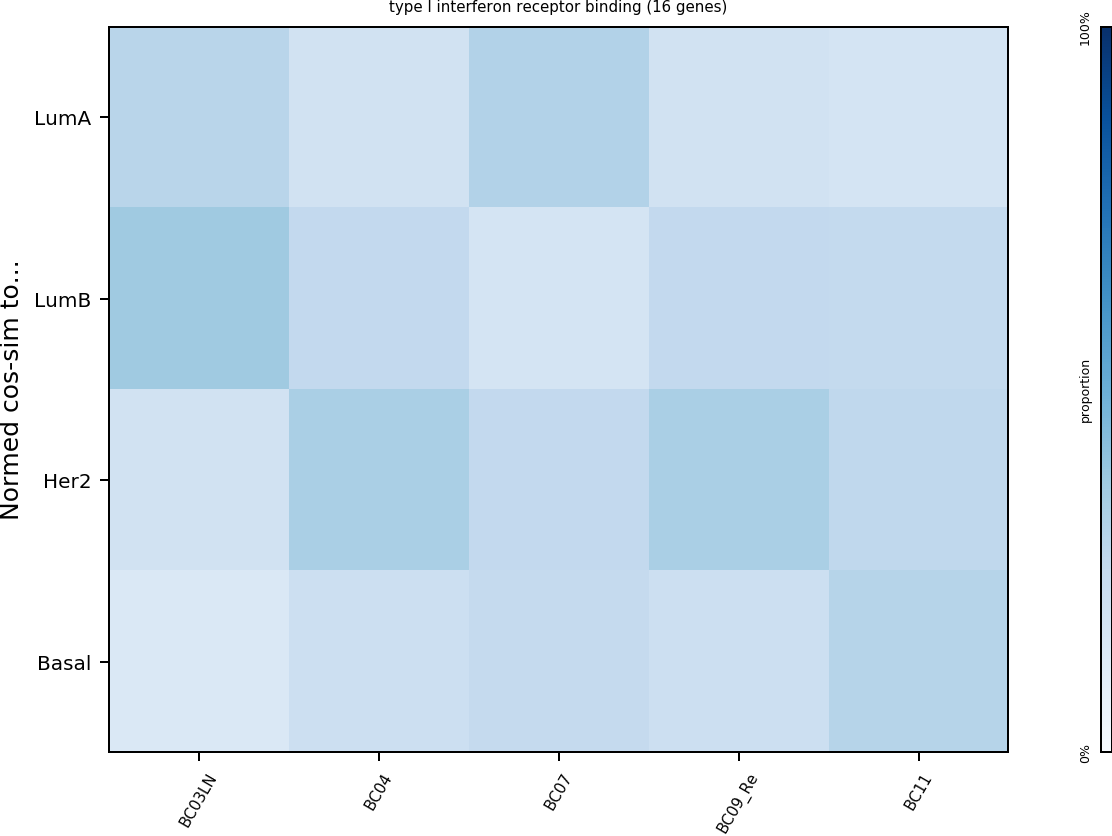 type I interferon receptor binding (16 genes)
Normed cos-sim to...
LumA
LumB
Her2
Basal
BC03LN
BC04
BC07
BC09_Re
BC11
100%
proportion
0%